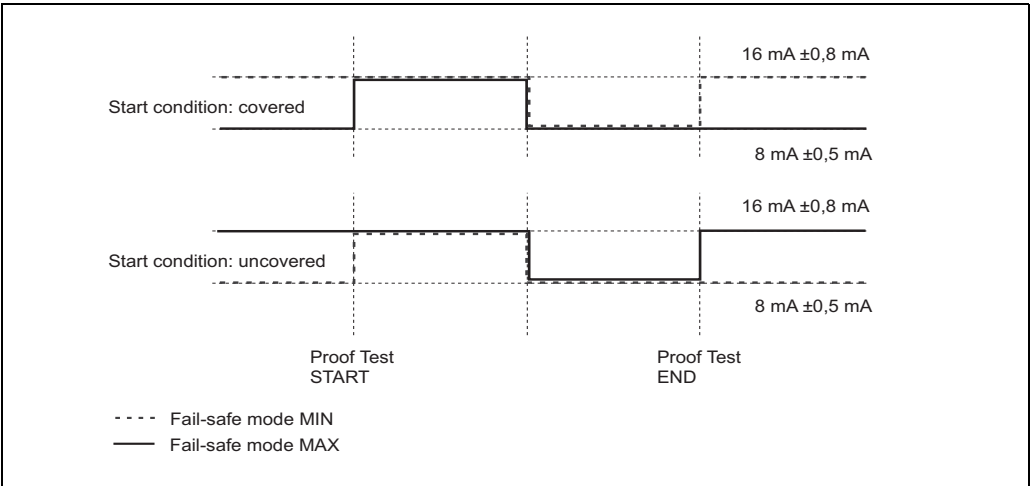 16 mA ±0,8 mA
Start condition: covered
8 mA ±0,5 mA
16 mA ±0,8 mA
Start condition: uncovered
8 mA ±0,5 mA
Proof Test
START
Proof Test
END
Fail-safe mode MIN
Fail-safe mode MAX